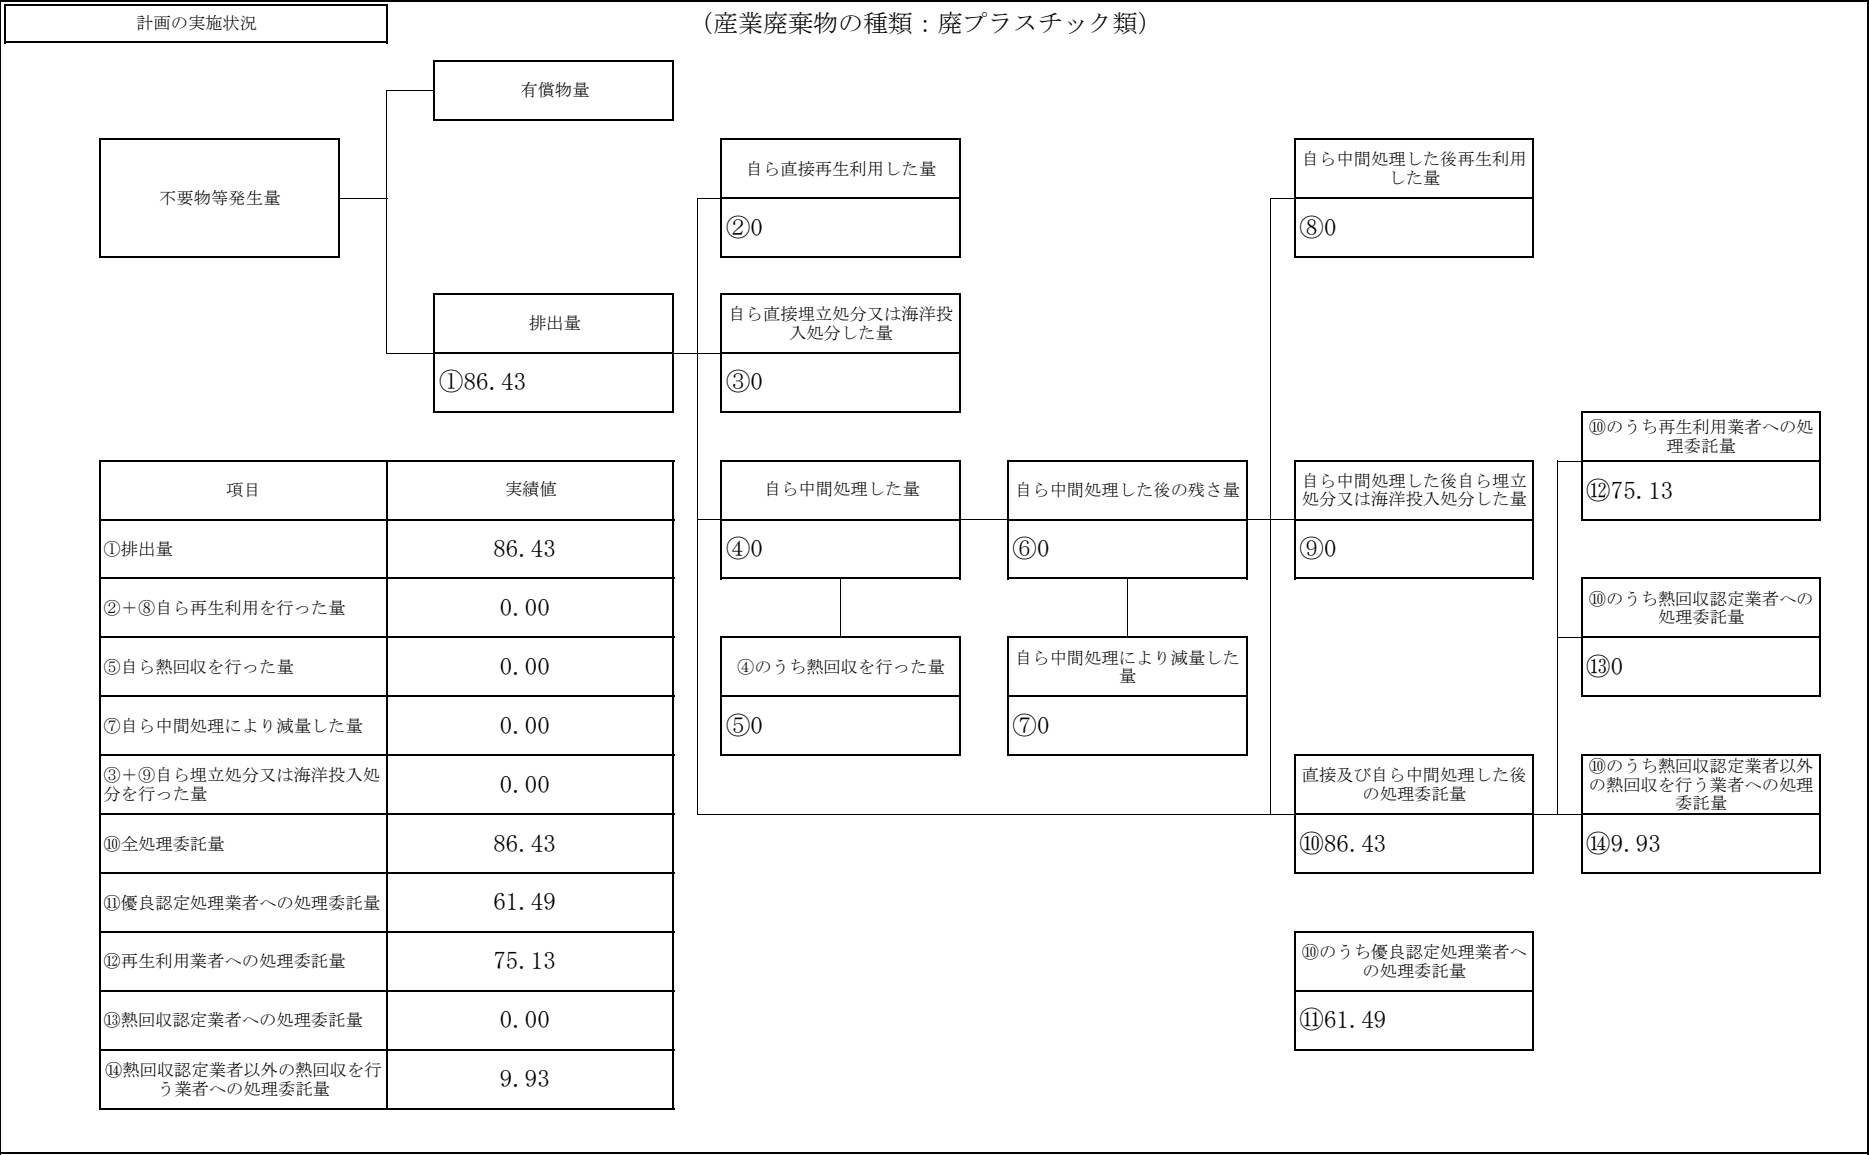 計画の実施状況
（産業廃棄物の種類：廃プラスチック類）
有償物量
不要物等発生量
自ら直接再生利用した量
②0
自ら中間処理した後再生利用
した量
⑧0
排出量
①86.43
自ら直接埋立処分又は海洋投
入処分した量
③0
⑩のうち再生利用業者への処
理委託量
⑫75.13
自ら中間処理した量
④0
自ら中間処理した後の残さ量
⑥0
自ら中間処理した後自ら埋立
処分又は海洋投入処分した量
⑨0
⑩のうち熱回収認定業者への
処理委託量
⑬0
④のうち熱回収を行った量
⑤0
自ら中間処理により減量した
量
⑦0
直接及び自ら中間処理した後
の処理委託量
⑩86.43
⑩のうち熱回収認定業者以外
の熱回収を行う業者への処理
委託量
⑭9.93
⑩のうち優良認定処理業者へ
の処理委託量
⑪61.49
項目 実績値
①排出量 86.43
②＋⑧自ら再生利用を行った量 0.00
⑤自ら熱回収を行った量 0.00
⑦自ら中間処理により減量した量 0.00
③＋⑨自ら埋立処分又は海洋投入処
分を行った量 0.00
⑩全処理委託量 86.43
⑪優良認定処理業者への処理委託量 61.49
⑫再生利用業者への処理委託量 75.13
⑬熱回収認定業者への処理委託量 0.00
⑭熱回収認定業者以外の熱回収を行
う業者への処理委託量 9.93